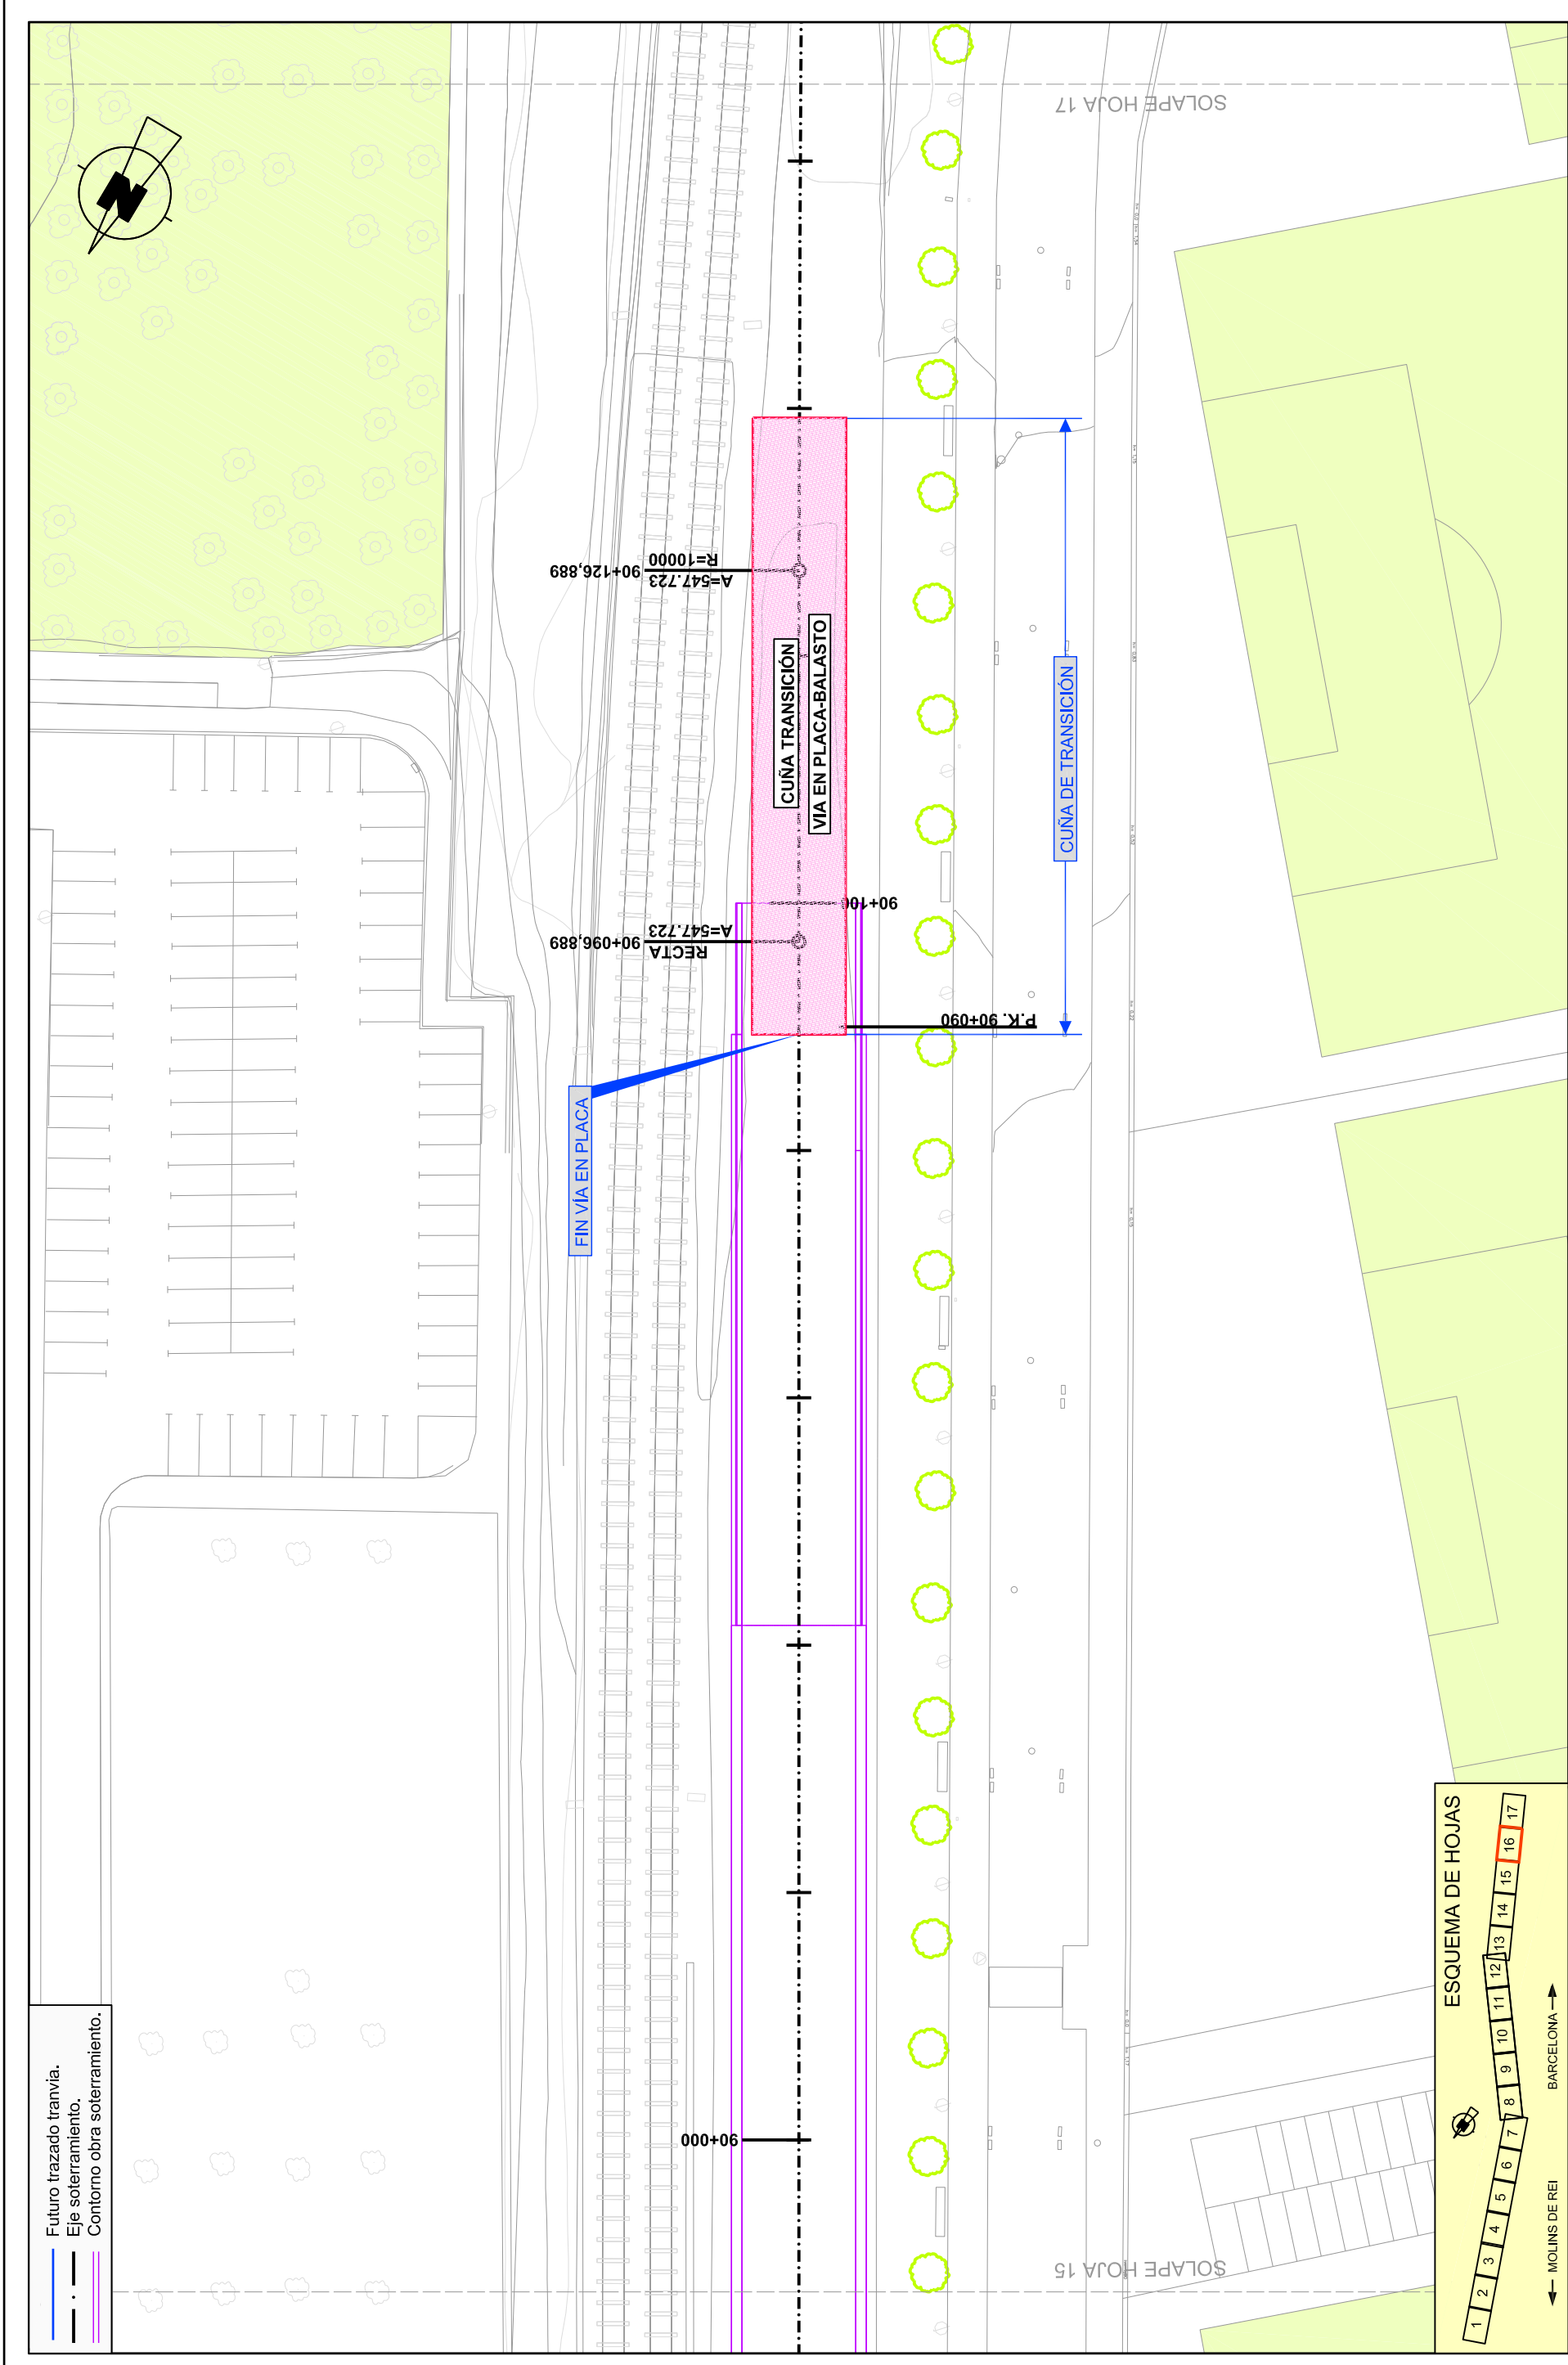 Futuro trazado tranvia.
Eje soterramiento.
Contorno obra soterramiento.
N
SOLAPE HOJA 15
SOLAPE HOJA 17
90+000
FIN VÍA EN PLACA
P.K. 90+090
90+096,889
RECTA
A=547.723
90+100
CUÑA TRANSICIÓN
VIA EN PLACA-BALASTO
CUÑA DE TRANSICIÓN
90+126,889
A=547.723
R=10000
ESQUEMA DE HOJAS
1 2 3 4 5 6 7 8 9 10 11 12 13 14 15 16 17
MOLINS DE REI
BARCELONA